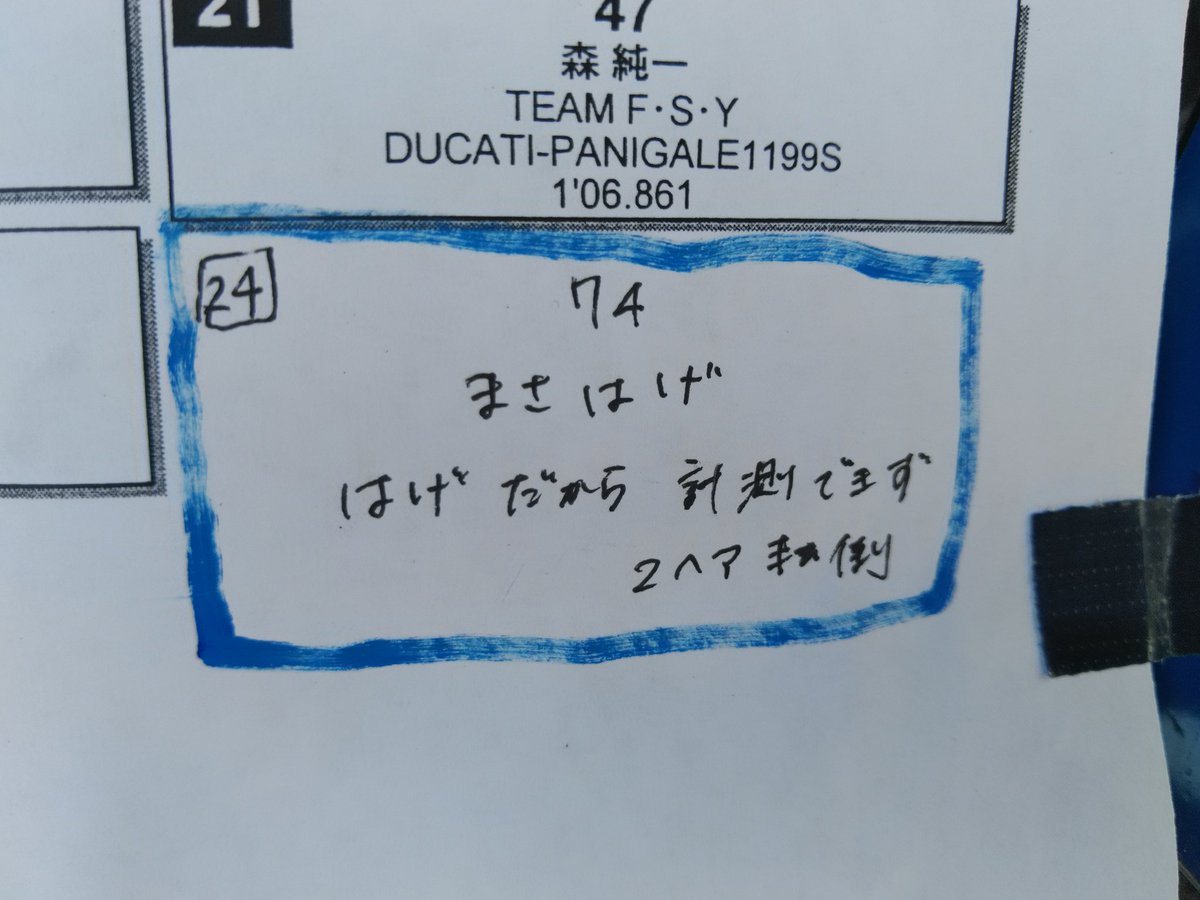 21
47
森 純一
TEAM F・S・Y
DUCATI-PANIGALE1199S
1'06.861
24
74
まさ はげ
はげ だから 計測できず
2ヘア 転倒